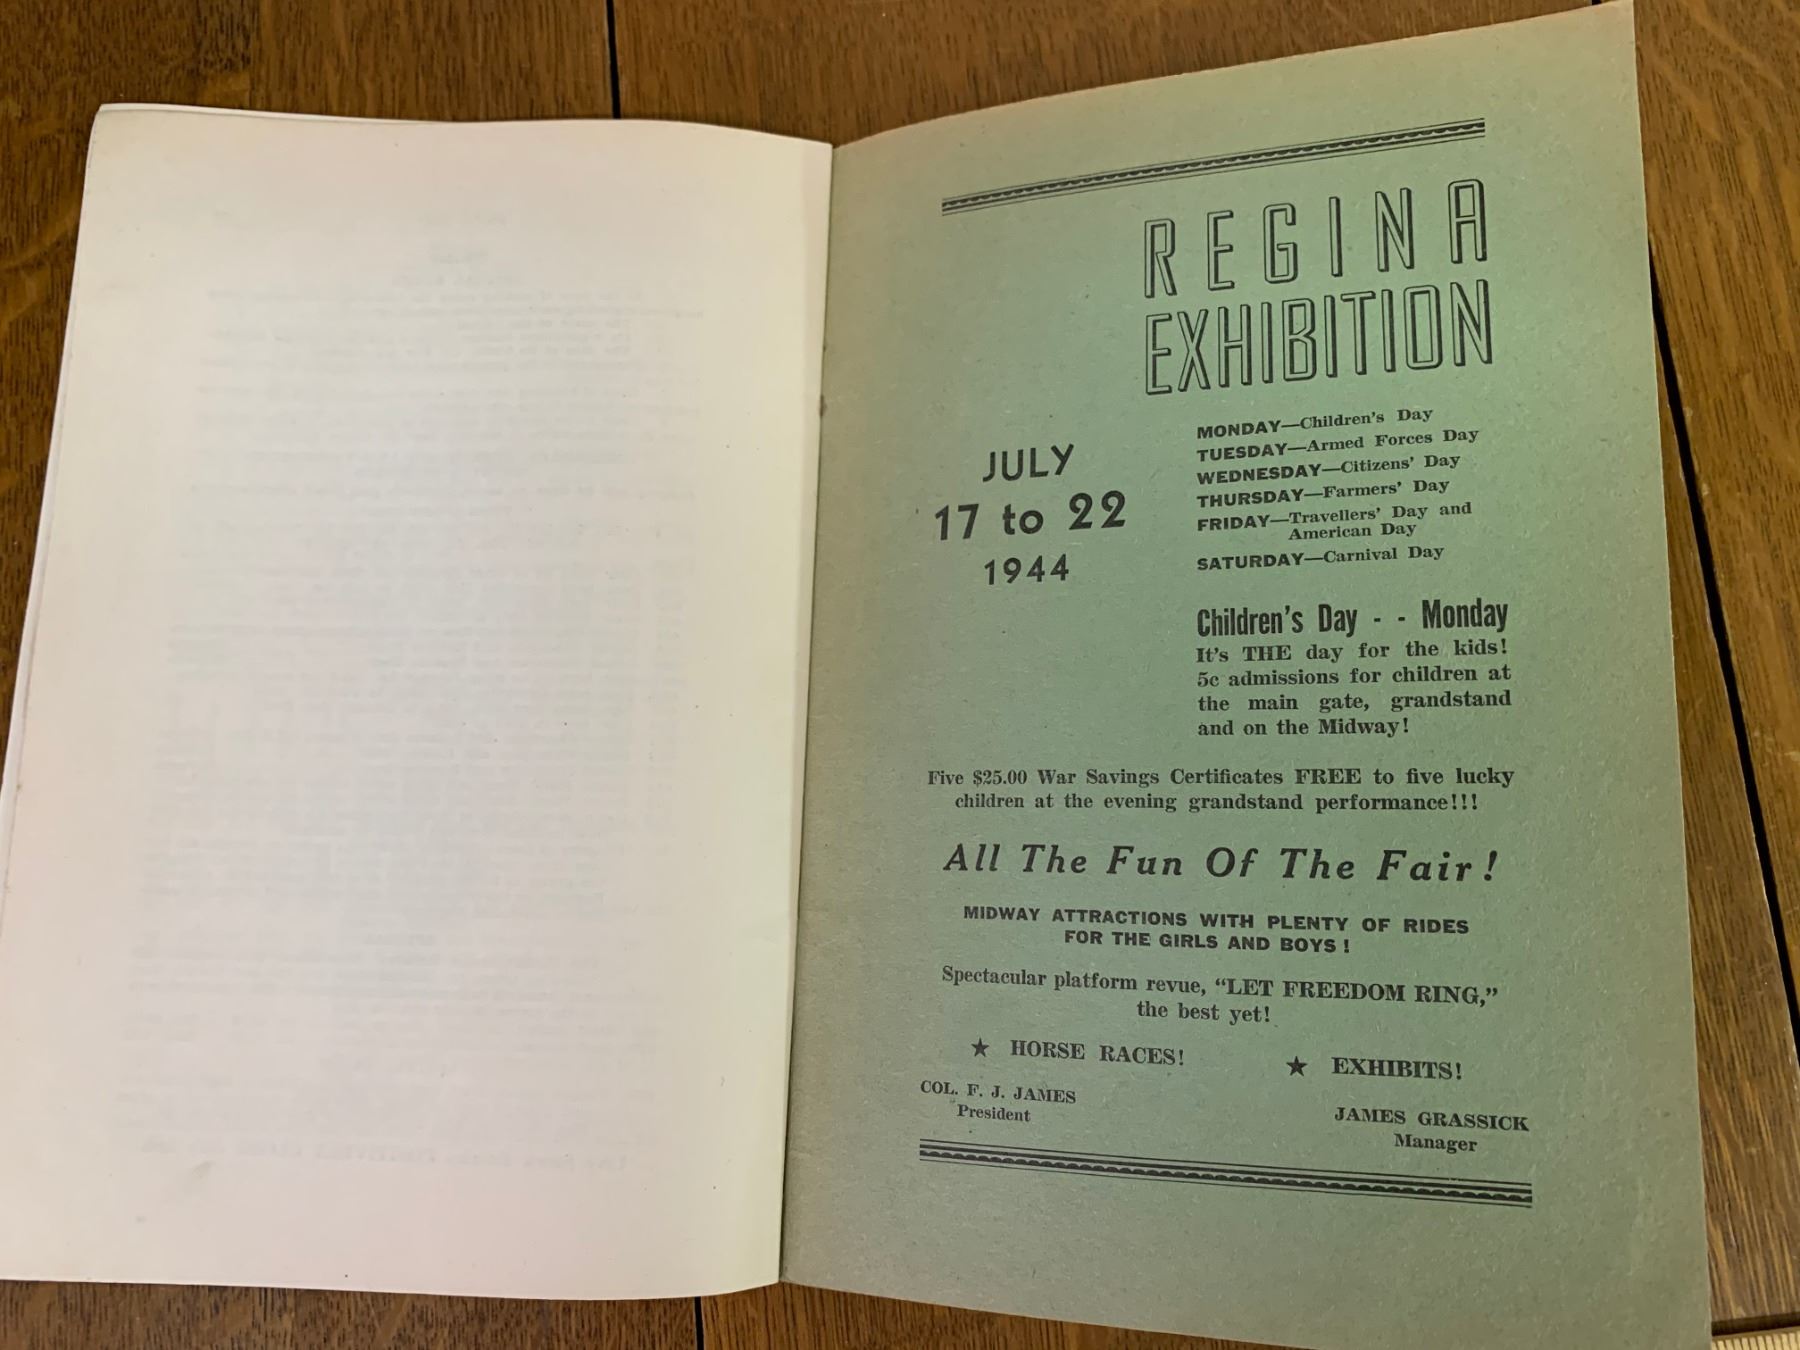 REGINA
EXHIBITION
JULY
17 to 22
1944
MONDAY—Children's Day
TUESDAY—Armed Forces Day
WEDNESDAY—Citizens' Day
THURSDAY—Farmers' Day
FRIDAY—Travellers' Day and
American Day
SATURDAY—Carnival Day
Children's Day - - Monday
It's THE day for the kids!
5c admissions for children at
the main gate, grandstand
and on the Midway!
Five $25.00 War Savings Certificates FREE to five lucky
children at the evening grandstand performance!!!
All The Fun Of The Fair!
MIDWAY ATTRACTIONS WITH PLENTY OF RIDES
FOR THE GIRLS AND BOYS!
Spectacular platform revue, "LET FREEDOM RING,"
the best yet!
★ HORSE RACES! ★ EXHIBITS!
COL. F. J. JAMES
President
JAMES GRASSICK
Manager